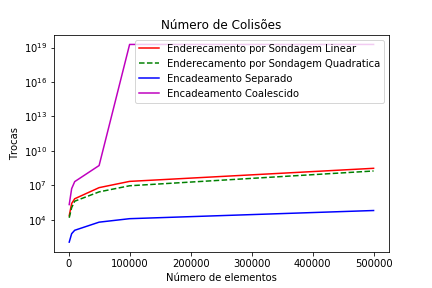 Número de Colisões
Enderecamento por Sondagem Linear
Enderecamento por Sondagem Quadratica
Encadeamento Separado
Encadeamento Coalescido
Trocas
10^19
10^16
10^13
10^10
10^7
10^4
0
100000
200000
300000
400000
500000
Número de elementos